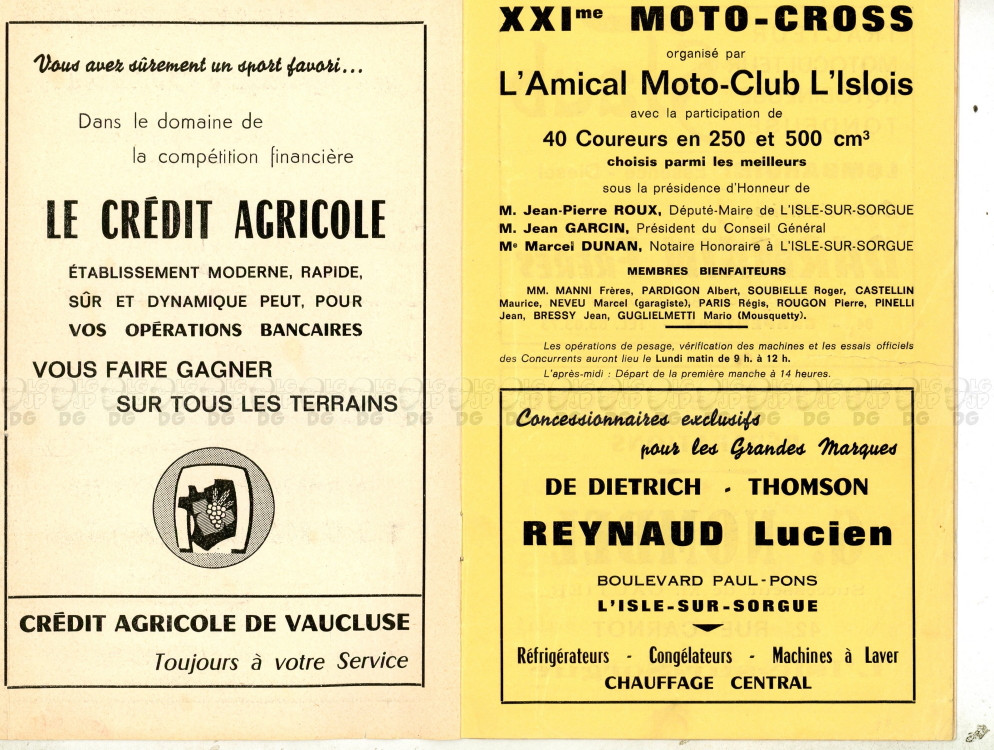 Vous avez sûrement un sport favori...
Dans le domaine de
la compétition financière
LE CRÉDIT AGRICOLE
ÉTABLISSEMENT MODERNE, RAPIDE,
SÛR ET DYNAMIQUE PEUT, POUR
VOS OPÉRATIONS BANCAIRES
VOUS FAIRE GAGNER
SUR TOUS LES TERRAINS
CRÉDIT AGRICOLE DE VAUCLUSE
Toujours à votre Service
XXIme MOTO-CROSS
organisé par
L'Amical Moto-Club L'Islois
avec la participation de
40 Coureurs en 250 et 500 cm³
choisis parmi les meilleurs
sous la présidence d'Honneur de
M. Jean-Pierre ROUX, Député-Maire de L'ISLE-SUR-SORGUE
M. Jean GARCIN, Président du Conseil Général
Me Marcel DUNAN, Notaire Honoraire à L'ISLE-SUR-SORGUE
MEMBRES BIENFAITEURS
MM. MANNI Frères, PARDIGON Albert, SOUBIELLE Roger, CASTELLIN
Maurice, NEVEU Marcel (garagiste), PARIS Régis, ROUGON Pierre, PINELLI
Jean, BRESSY Jean, GUGLIELMETTI Mario (Mousquetty).
Les opérations de pesage, vérification des machines et les essais officiels
des Concurrents auront lieu le Lundi matin de 9 h. à 12 h.
L'après-midi : Départ de la première manche à 14 heures.
Concessionnaires exclusifs
pour les Grandes Marques
DE DIETRICH - THOMSON
REYNAUD Lucien
BOULEVARD PAUL-PONS
L'ISLE-SUR-SORGUE
Réfrigérateurs - Congélateurs - Machines à Laver
CHAUFFAGE CENTRAL